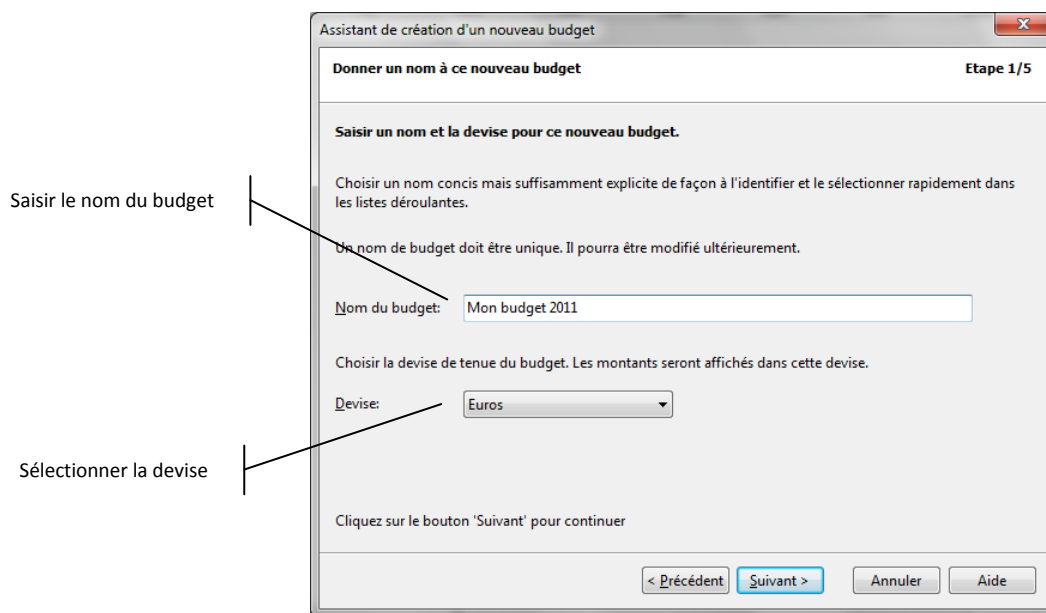 Assistant de création d'un nouveau budget
Donner un nom à ce nouveau budget
Etape 1/5
Saisir un nom et la devise pour ce nouveau budget.
Choisir un nom concis mais suffisamment explicite de façon à l'identifier et le sélectionner rapidement dans
les listes déroulantes.
Saisir le nom du budget
Un nom de budget doit être unique. Il pourra être modifié ultérieurement.
Nom du budget: Mon budget 2011
Choisir la devise de tenue du budget. Les montants seront affichés dans cette devise.
Devise: Euros
Sélectionner la devise
Cliquez sur le bouton 'Suivant' pour continuer
< Précédent Suivant > Annuler Aide